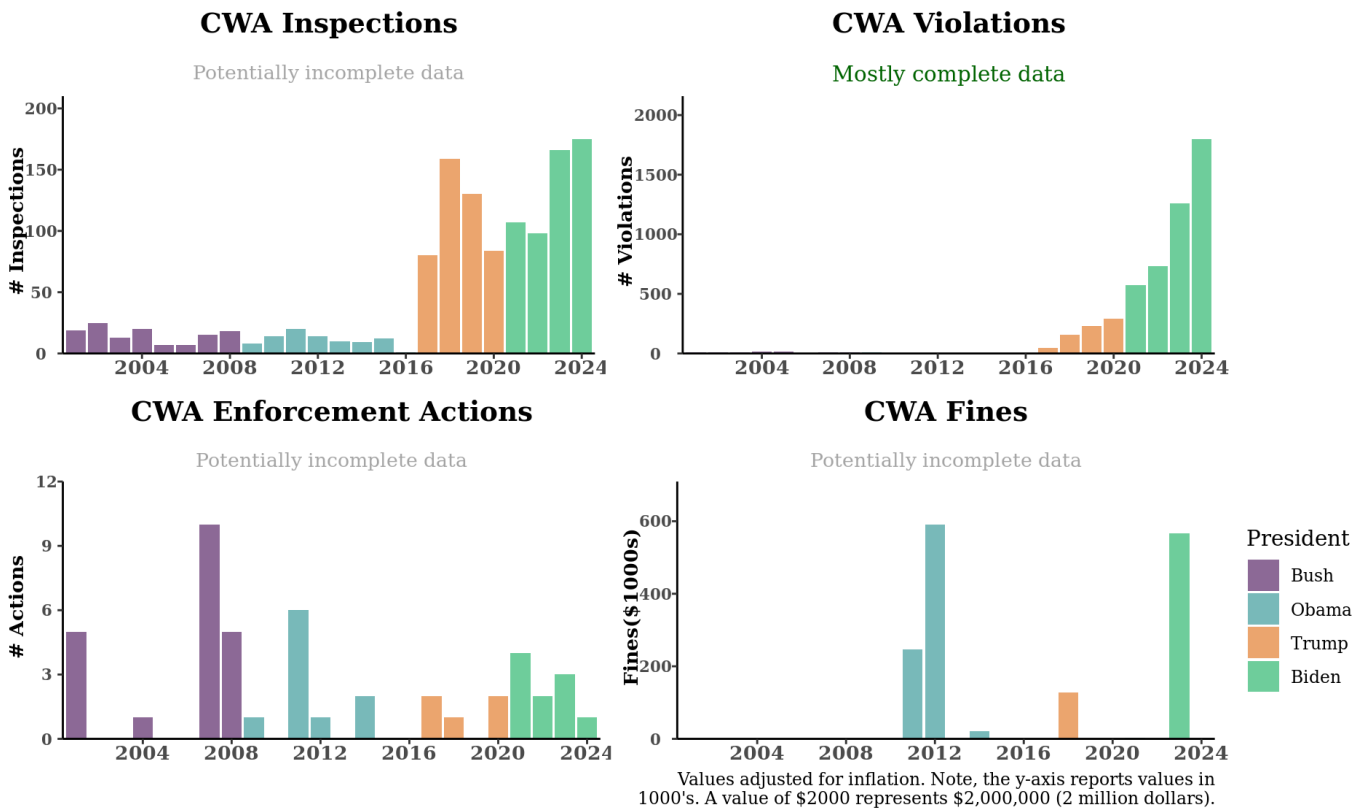 CWA Inspections
Potentially incomplete data
# Inspections
200
150
100
50
0
2004
2008
2012
2016
2020
2024
CWA Violations
Mostly complete data
# Violations
2000
1500
1000
500
0
2004
2008
2012
2016
2020
2024
CWA Enforcement Actions
Potentially incomplete data
# Actions
12
9
6
3
0
2004
2008
2012
2016
2020
2024
CWA Fines
Potentially incomplete data
Fines($1000s)
600
400
200
0
2004
2008
2012
2016
2020
2024
President
Bush
Obama
Trump
Biden
Values adjusted for inflation. Note, the y-axis reports values in
1000's. A value of $2000 represents $2,000,000 (2 million dollars).